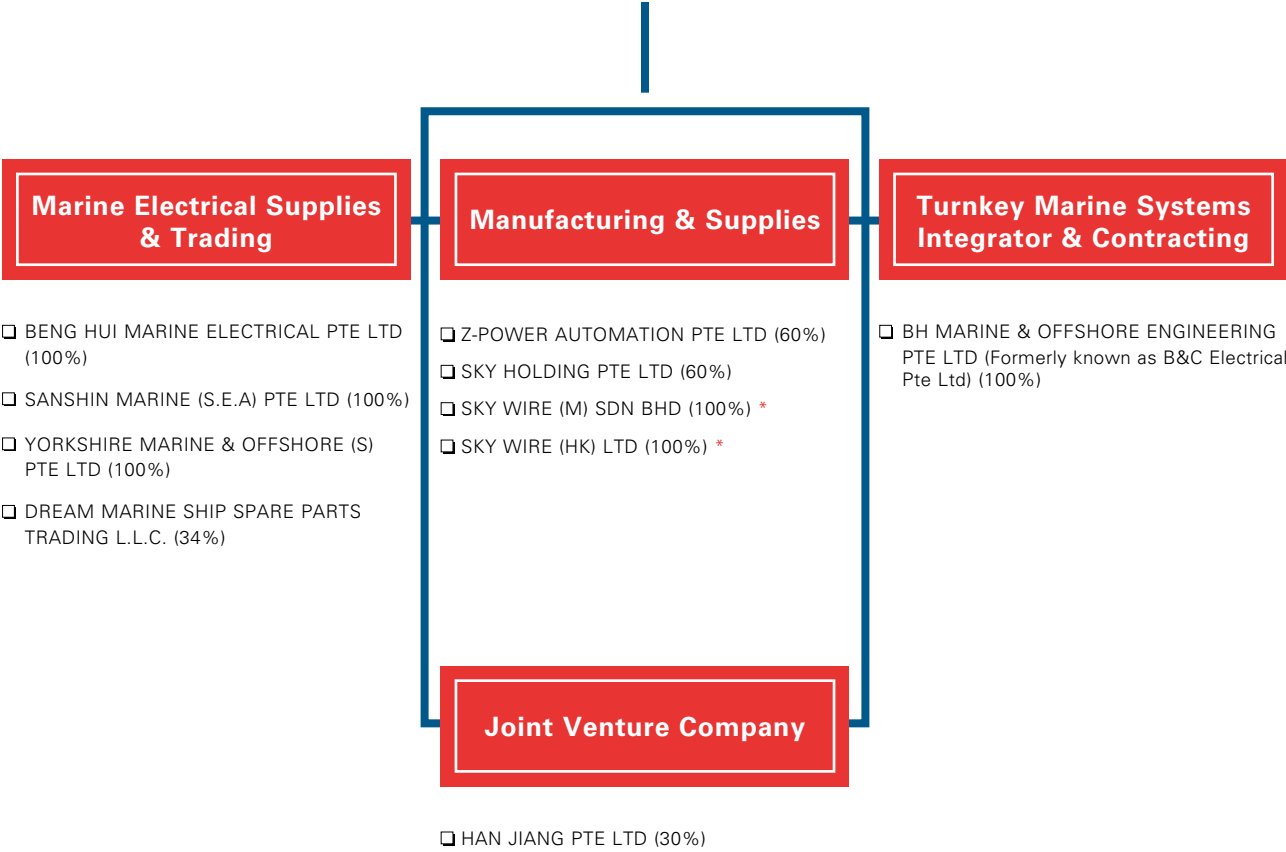 Marine Electrical Supplies
& Trading
❑ BENG HUI MARINE ELECTRICAL PTE LTD
(100%)
❑ SANSHIN MARINE (S.E.A) PTE LTD (100%)
❑ YORKSHIRE MARINE & OFFSHORE (S)
PTE LTD (100%)
❑ DREAM MARINE SHIP SPARE PARTS
TRADING L.L.C. (34%)
Manufacturing & Supplies
❑ Z-POWER AUTOMATION PTE LTD (60%)
❑ SKY HOLDING PTE LTD (60%)
❑ SKY WIRE (M) SDN BHD (100%) *
❑ SKY WIRE (HK) LTD (100%) *
Turnkey Marine Systems
Integrator & Contracting
❑ BH MARINE & OFFSHORE ENGINEERING
PTE LTD (Formerly known as B&C Electrical
Pte Ltd) (100%)
Joint Venture Company
❑ HAN JIANG PTE LTD (30%)